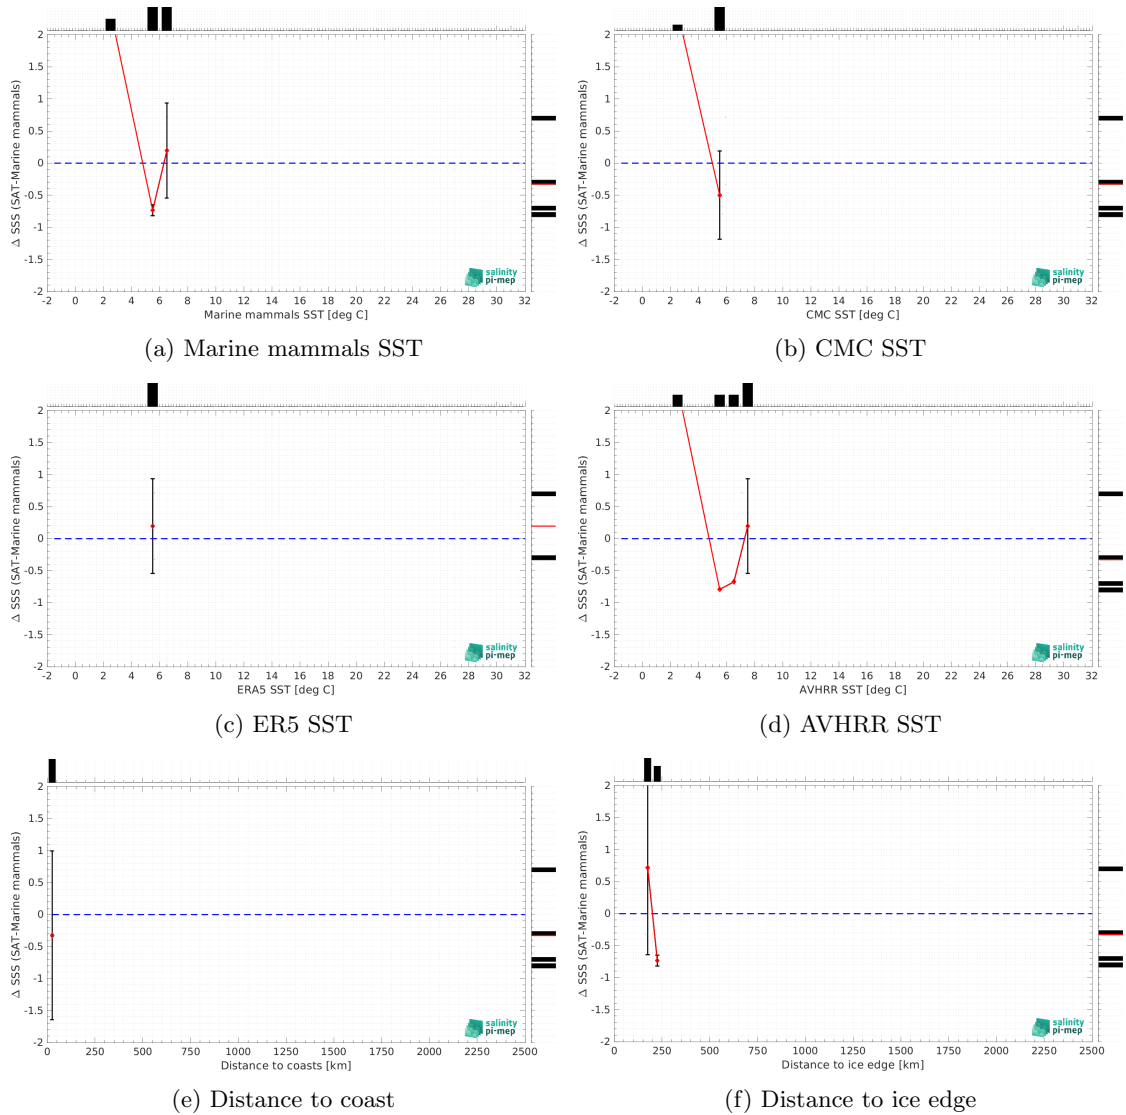 2
1.5
1
0.5
0
-0.5
-1
-1.5
-2
Δ SSS (SAT-Marine mammals)
salinity
pi-mep
-2 0 2 4 6 8 10 12 14 16 18 20 22 24 26 28 30 32
Marine mammals SST [deg C]
(a) Marine mammals SST
2
1.5
1
0.5
0
-0.5
-1
-1.5
-2
Δ SSS (SAT-Marine mammals)
salinity
pi-mep
-2 0 2 4 6 8 10 12 14 16 18 20 22 24 26 28 30 32
CMC SST [deg C]
(b) CMC SST
2
1.5
1
0.5
0
-0.5
-1
-1.5
-2
Δ SSS (SAT-Marine mammals)
salinity
pi-mep
-2 0 2 4 6 8 10 12 14 16 18 20 22 24 26 28 30 32
ERA5 SST [deg C]
(c) ER5 SST
2
1.5
1
0.5
0
-0.5
-1
-1.5
-2
Δ SSS (SAT-Marine mammals)
salinity
pi-mep
-2 0 2 4 6 8 10 12 14 16 18 20 22 24 26 28 30 32
AVHRR SST [deg C]
(d) AVHRR SST
2
1.5
1
0.5
0
-0.5
-1
-1.5
-2
Δ SSS (SAT-Marine mammals)
salinity
pi-mep
0 250 500 750 1000 1250 1500 1750 2000 2250 2500
Distance to coasts [km]
(e) Distance to coast
2
1.5
1
0.5
0
-0.5
-1
-1.5
-2
Δ SSS (SAT-Marine mammals)
salinity
pi-mep
0 250 500 750 1000 1250 1500 1750 2000 2250 2500
Distance to ice edge [km]
(f) Distance to ice edge